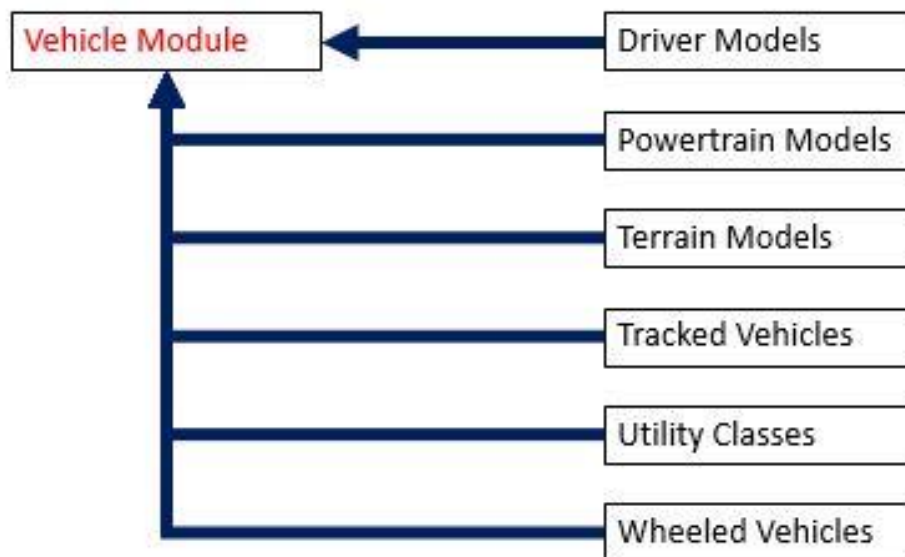 Vehicle Module
Driver Models
Powertrain Models
Terrain Models
Tracked Vehicles
Utility Classes
Wheeled Vehicles